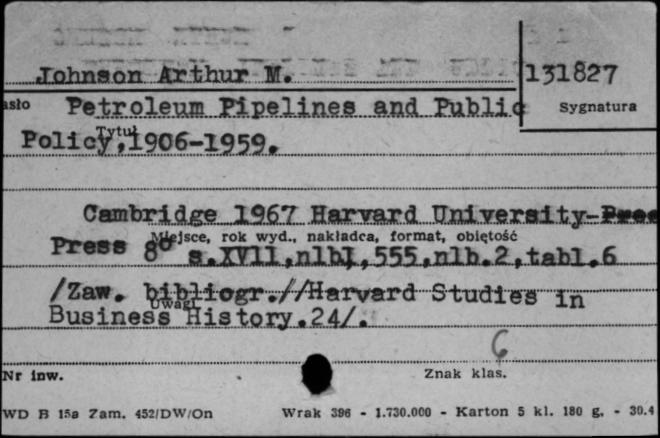 Johnson Arthur M.
131827
asło Petroleum Pipelines and Public
Sygnatura
Tytuł
Policy,1906-1959.
Cambridge 1967 Harvard University-Pres
Miejsce, rok wyd., nakładca, format, objętość
Press 8° s.XVII,nlb1,555,nlb.2,tabl.6
/Zaw. bibliogr.//Harvard Studies in
Uwagi
Business History.24/.
6
Nr inw.
Znak klas.
WD B 15a Zam. 452/DW/On
Wrak 396 - 1.730.000 - Karton 5 kl. 180 g. - 30.4